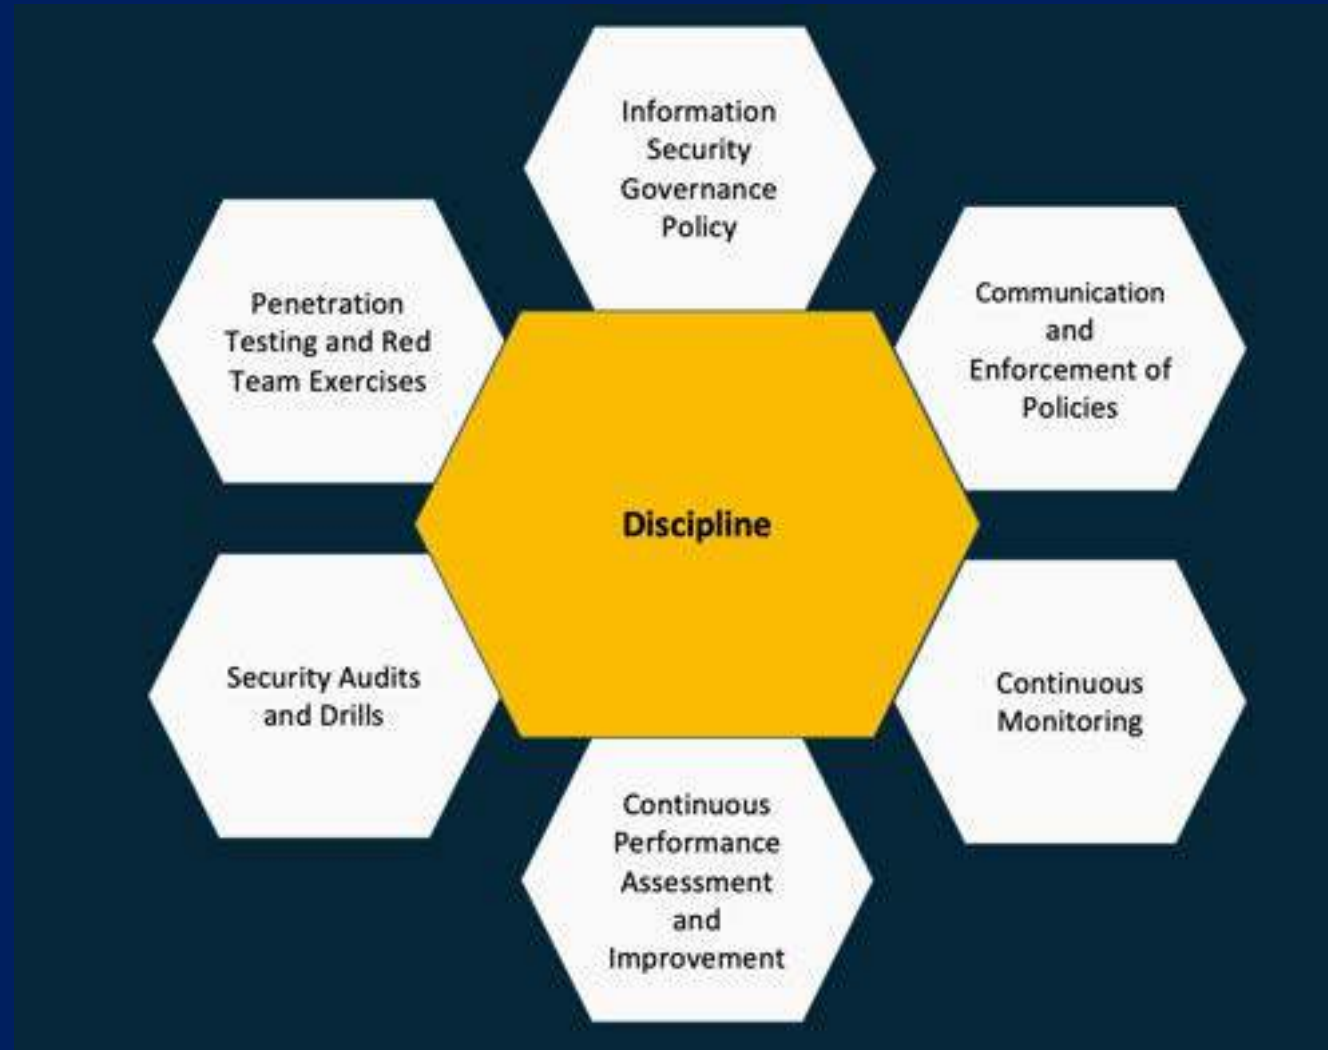 Information
Security
Governance
Policy
Penetration
Testing and Red
Team Exercises
Communication
and
Enforcement of
Policies
Discipline
Security Audits
and Drills
Continuous
Monitoring
Continuous
Performance
Assessment
and
Improvement